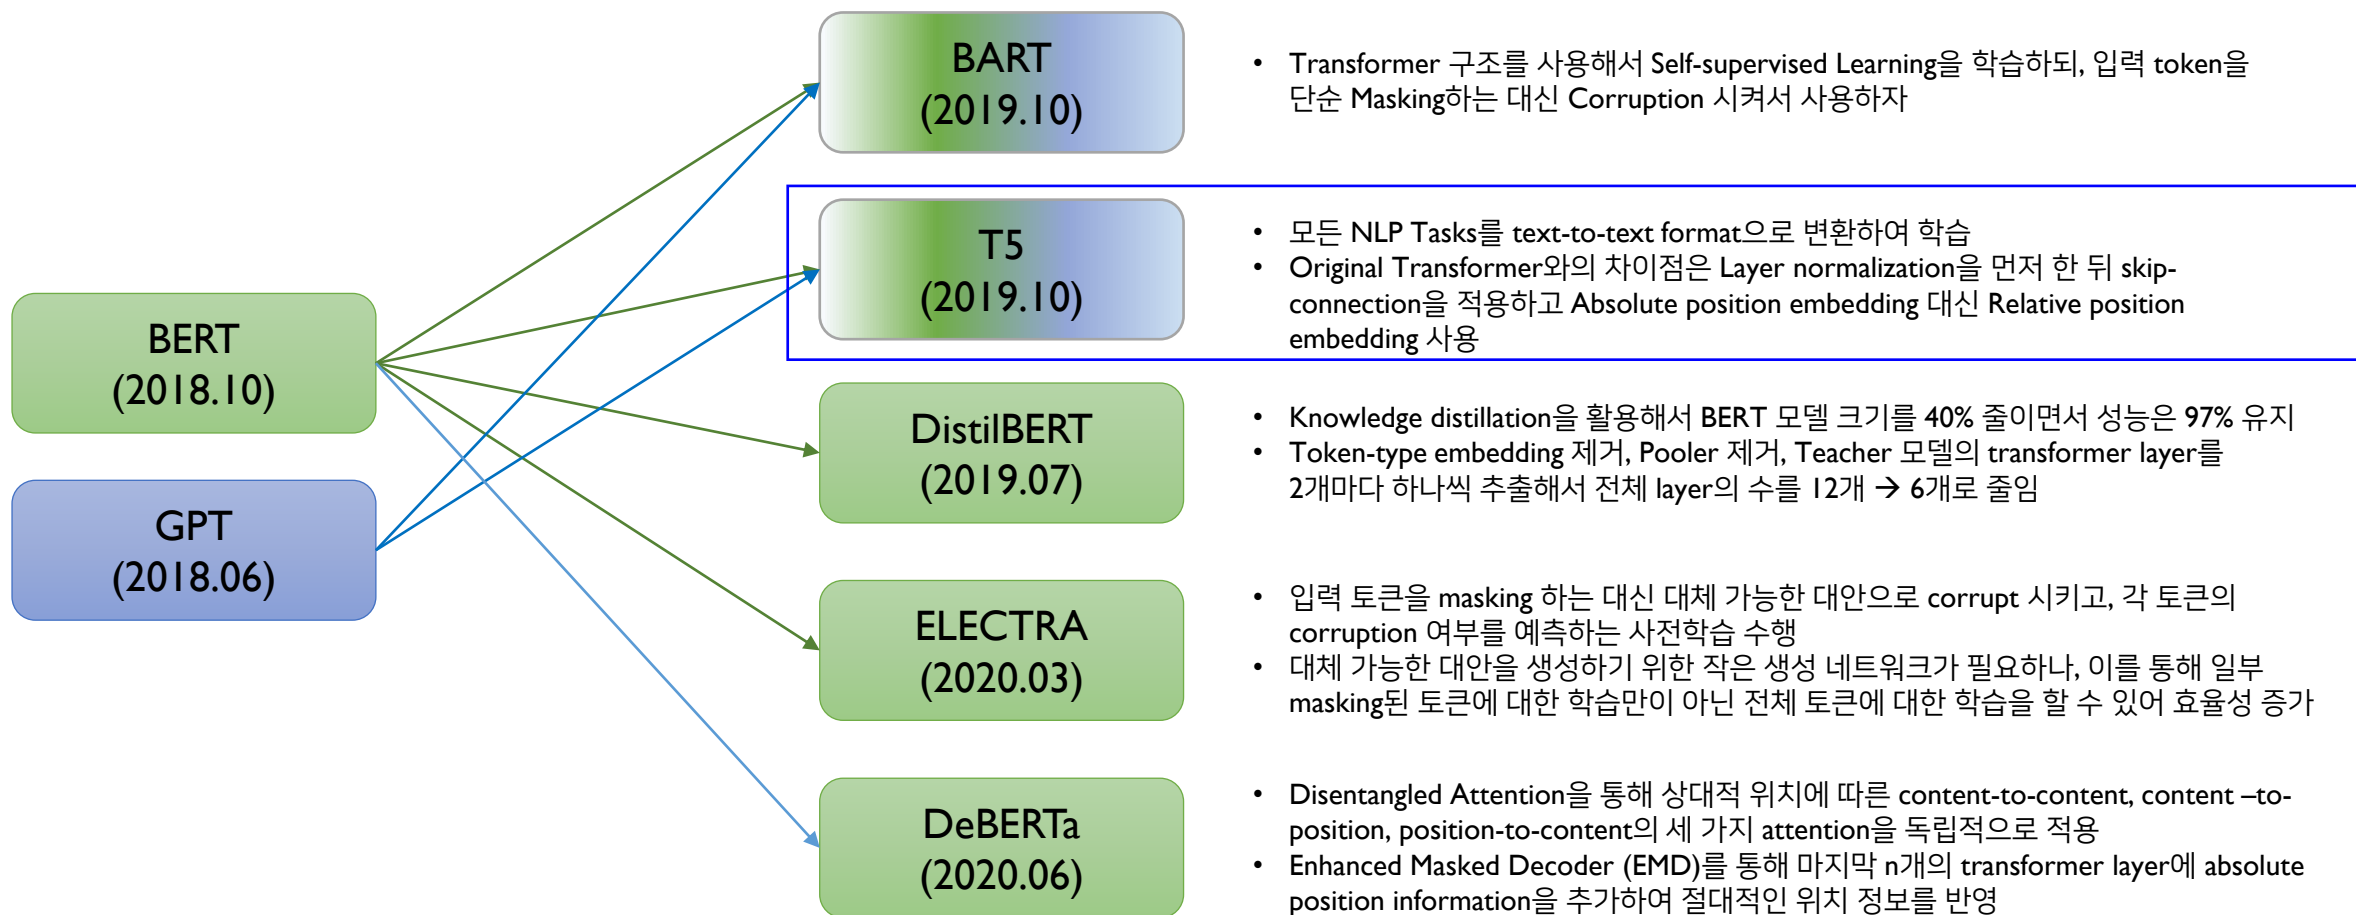 BART
(2019.10)
• Transformer 구조를 사용해서 Self-supervised Learning을 학습하되, 입력 token을
단순 Masking하는 대신 Corruption 시켜서 사용하자
T5
(2019.10)
• 모든 NLP Tasks를 text-to-text format으로 변환하여 학습
• Original Transformer와의 차이점은 Layer normalization을 먼저 한 뒤 skip-
connection을 적용하고 Absolute position embedding 대신 Relative position
embedding 사용
BERT
(2018.10)
GPT
(2018.06)
DistilBERT
(2019.07)
• Knowledge distillation을 활용해서 BERT 모델 크기를 40% 줄이면서 성능은 97% 유지
• Token-type embedding 제거, Pooler 제거, Teacher 모델의 transformer layer를
2개마다 하나씩 추출해서 전체 layer의 수를 12개 → 6개로 줄임
ELECTRA
(2020.03)
• 입력 토큰을 masking 하는 대신 대체 가능한 대안으로 corrupt 시키고, 각 토큰의
corruption 여부를 예측하는 사전학습 수행
• 대체 가능한 대안을 생성하기 위한 작은 생성 네트워크가 필요하나, 이를 통해 일부
masking된 토큰에 대한 학습만이 아닌 전체 토큰에 대한 학습을 할 수 있어 효율성 증가
DeBERTa
(2020.06)
• Disentangled Attention을 통해 상대적 위치에 따른 content-to-content, content –to-
position, position-to-content의 세 가지 attention을 독립적으로 적용
• Enhanced Masked Decoder (EMD)를 통해 마지막 n개의 transformer layer에 absolute
position information을 추가하여 절대적인 위치 정보를 반영